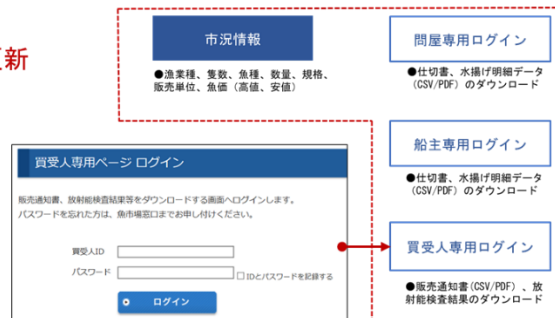 更新
市況情報
●漁業種、隻数、魚種、数量、規格、
販売単位、魚価（高値、安値）
問屋専用ログイン
●仕切書、水揚げ明細データ
（CSV/PDF）のダウンロード
船主専用ログイン
●仕切書、水揚げ明細データ
（CSV/PDF）のダウンロード
買受人専用ページ ログイン
販売通知書、放射能検査結果等をダウンロードする画面へログインします。
パスワードを忘れた方は、魚市場窓口までお申し付けください。
買受人ID
パスワード
IDとパスワードを記録する
ログイン
買受人専用ログイン
●販売通知書(CSV/PDF）、放
射能検査結果のダウンロード